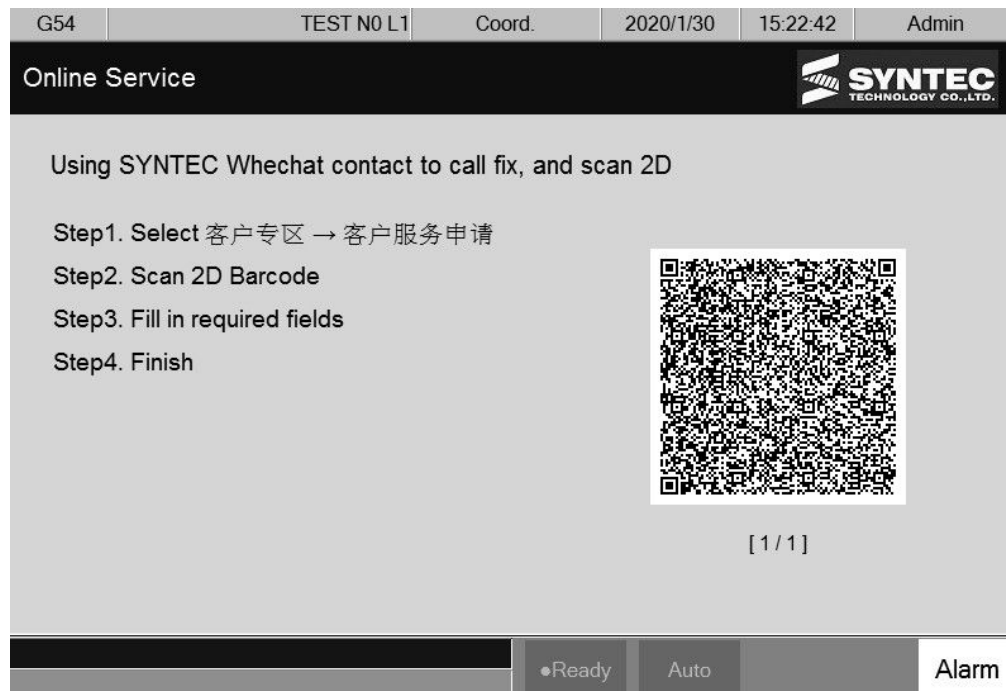 G54 TEST N0 L1 Coord. 2020/1/30 15:22:42 Admin
Online Service
SYNTEC
TECHNOLOGY CO.,LTD.
Using SYNTEC Whechat contact to call fix, and scan 2D
Step1. Select 客户专区 → 客户服务申请
Step2. Scan 2D Barcode
Step3. Fill in required fields
Step4. Finish
[ 1 / 1 ]
●Ready Auto Alarm